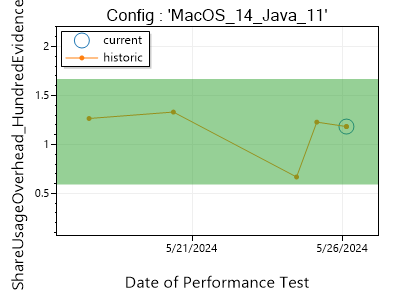 Config : 'MacOS_14_Java_11'
current
historic
2
1.5
1
0.5
ShareUsageOverhead_HundredEvidence
5/21/2024
5/26/2024
Date of Performance Test